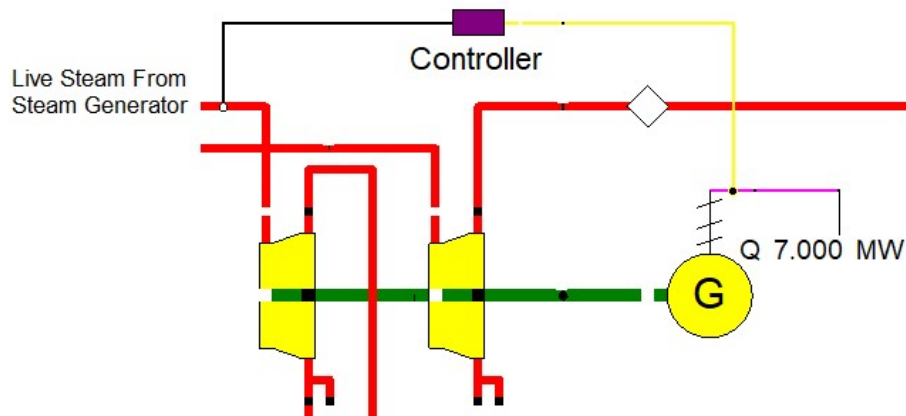 Controller
Live Steam From
Steam Generator
Q 7.000 MW
G